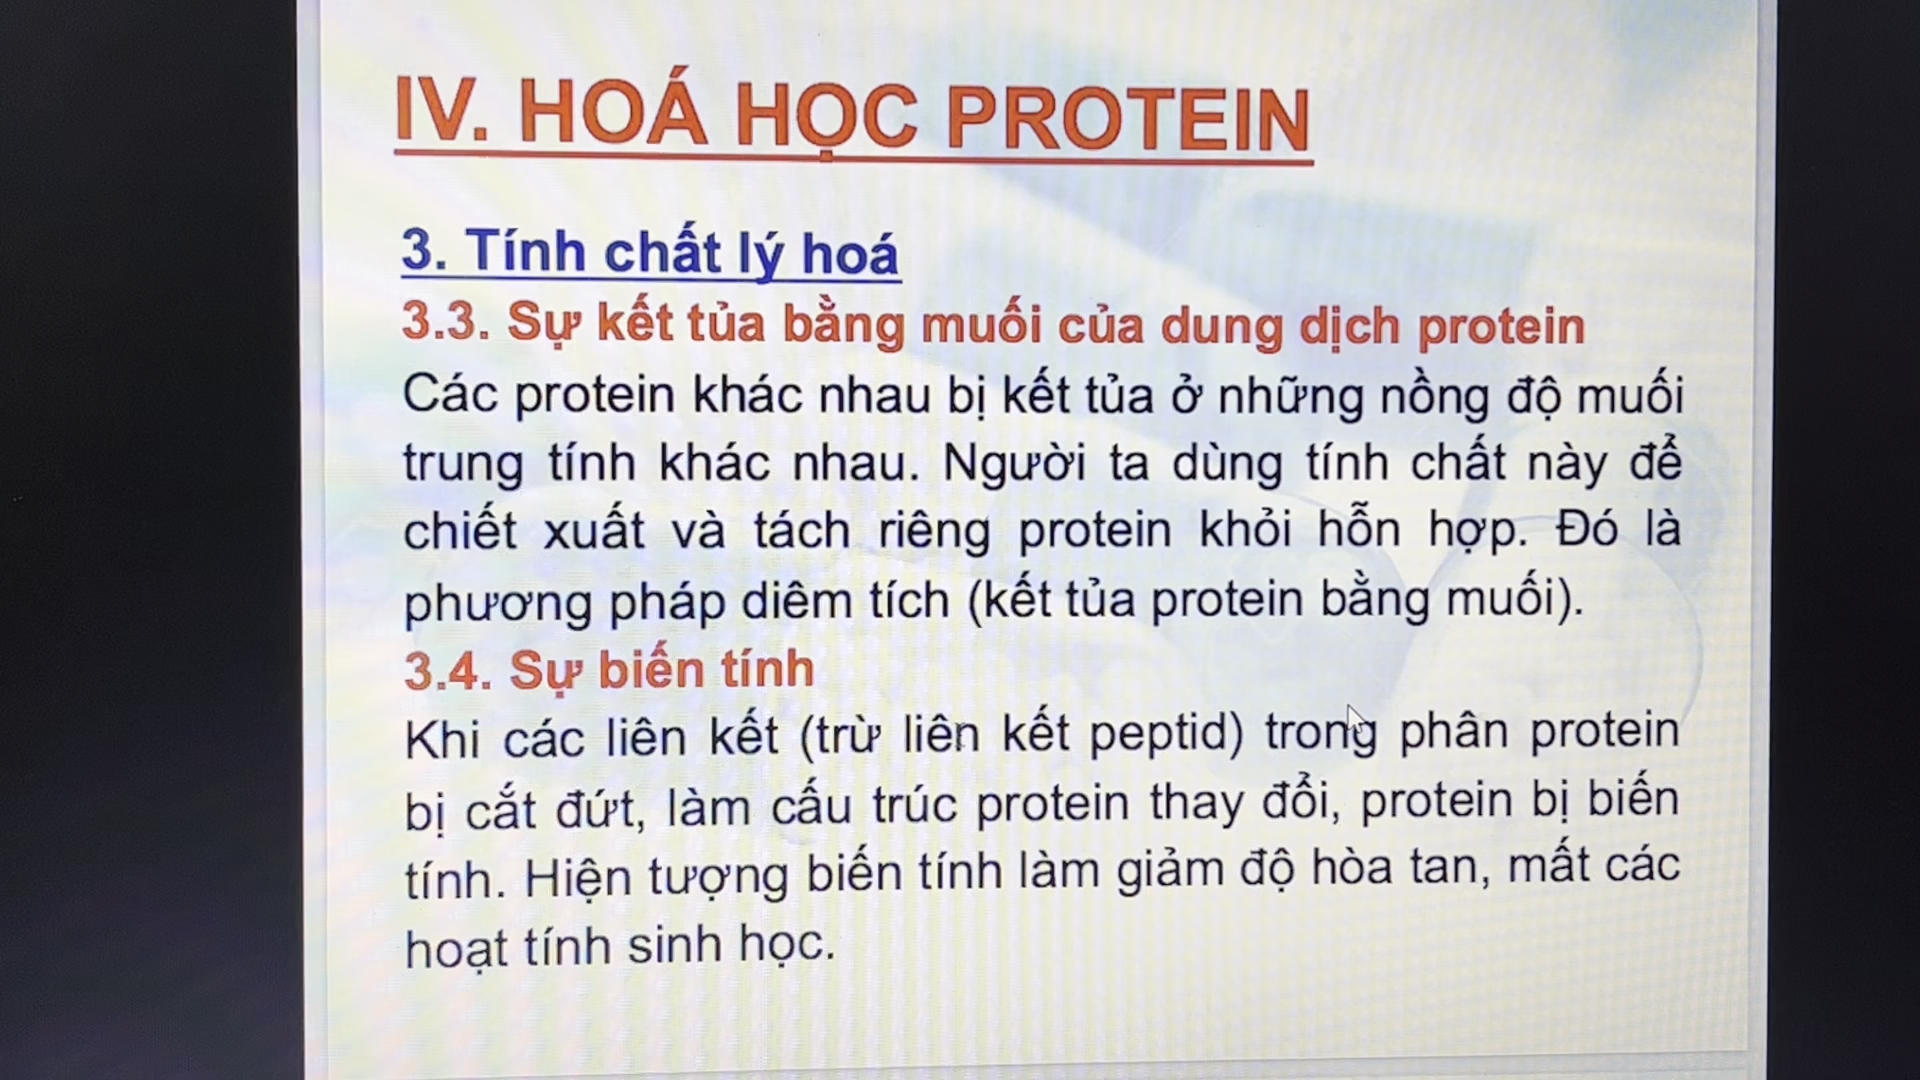 IV. HOÁ HỌC PROTEIN
3. Tính chất lý hoá
3.3. Sự kết tủa bằng muối của dung dịch protein
Các protein khác nhau bị kết tủa ở những nồng độ muối
trung tính khác nhau. Người ta dùng tính chất này để
chiết xuất và tách riêng protein khỏi hỗn hợp. Đó là
phương pháp diêm tích (kết tủa protein bằng muối).
3.4. Sự biến tính
Khi các liên kết (trừ liên kết peptid) trong phân protein
bị cắt đứt, làm cấu trúc protein thay đổi, protein bị biến
tính. Hiện tượng biến tính làm giảm độ hòa tan, mất các
hoạt tính sinh học.